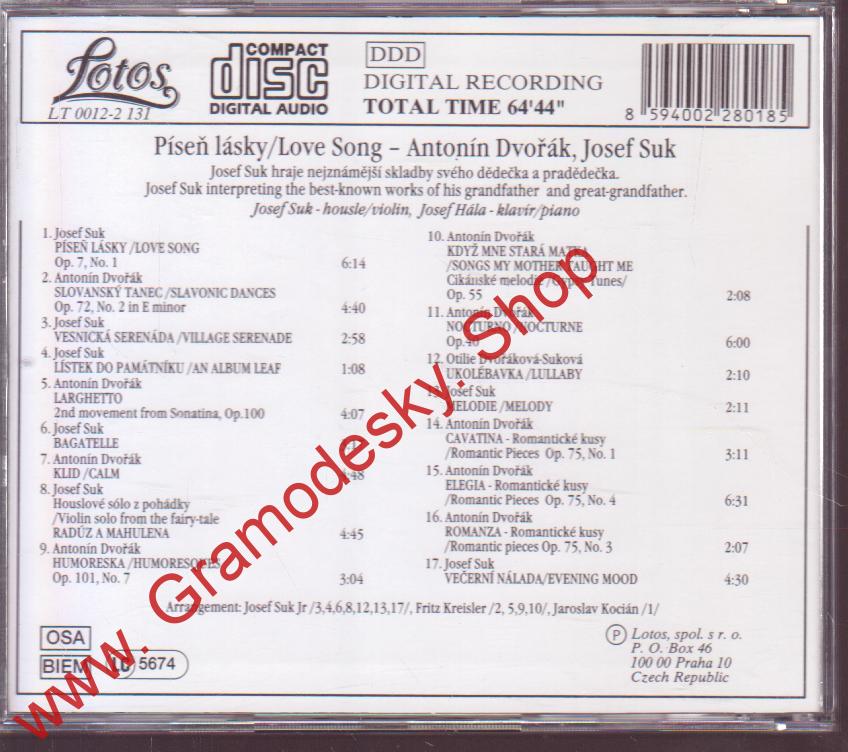 Lotos
LT 0012-2 131
COMPACT
disc
DIGITAL AUDIO
DDD
DIGITAL RECORDING
TOTAL TIME 64'44"
8 594002 280185
Píseň lásky/Love Song – Antonín Dvořák, Josef Suk
Josef Suk hraje nejznámější skladby svého dědečka a pradědečka.
Josef Suk interpreting the best-known works of his grandfather and great-grandfather.
Josef Suk - housle/violin, Josef Hála - klavír/piano
1. Josef Suk
PÍSEŇ LÁSKY /LOVE SONG
Op. 7, No. 1 6:14
2. Antonín Dvořák
SLOVANSKÝ TANEC /SLAVONIC DANCES
Op. 72, No. 2 in E minor 4:40
3. Josef Suk
VESNICKÁ SERENÁDA /VILLAGE SERENADE 2:58
4. Josef Suk
LÍSTEK DO PAMÁTNÍKU /AN ALBUM LEAF 1:08
5. Antonín Dvořák
LARGHETTO
2nd movement from Sonatina, Op.100 4:07
6. Josef Suk
BAGATELLE
7. Antonín Dvořák
KLID /CALM 4:48
8. Josef Suk
Houslové sólo z pohádky
/Violin solo from the fairy-tale
RADÚZ A MAHULENA 4:45
9. Antonín Dvořák
HUMORESKA /HUMORESQUES
Op. 101, No. 7 3:04
10. Antonín Dvořák
KDYŽ MNE STARÁ MATKA
/SONGS MY MOTHER TAUGHT ME
Cikánské melodie /Gypsy Tunes/
Op. 55 2:08
11. Antonín Dvořák
NOCTURNO /NOCTURNE
Op.40 6:00
12. Otilie Dvořáková-Suková
UKOLÉBAVKA /LULLABY 2:10
13. Josef Suk
MELODIE /MELODY 2:11
14. Antonín Dvořák
CAVATINA - Romantické kusy
/Romantic Pieces Op. 75, No. 1 3:11
15. Antonín Dvořák
ELEGIA - Romantické kusy
/Romantic Pieces Op. 75, No. 4 6:31
16. Antonín Dvořák
ROMANZA - Romantické kusy
/Romantic pieces Op. 75, No. 3 2:07
17. Josef Suk
VEČERNÍ NÁLADA/EVENING MOOD 4:30
Arrangement: Josef Suk Jr /3,4,6,8,12,13,17/, Fritz Kreisler /2, 5,9,10/, Jaroslav Kocián /1/
OSA
BIEM
LC 5674
Ⓟ Lotos, spol. s r. o.
P. O. Box 46
100 00 Praha 10
Czech Republic
www. Gramodesky. Shop